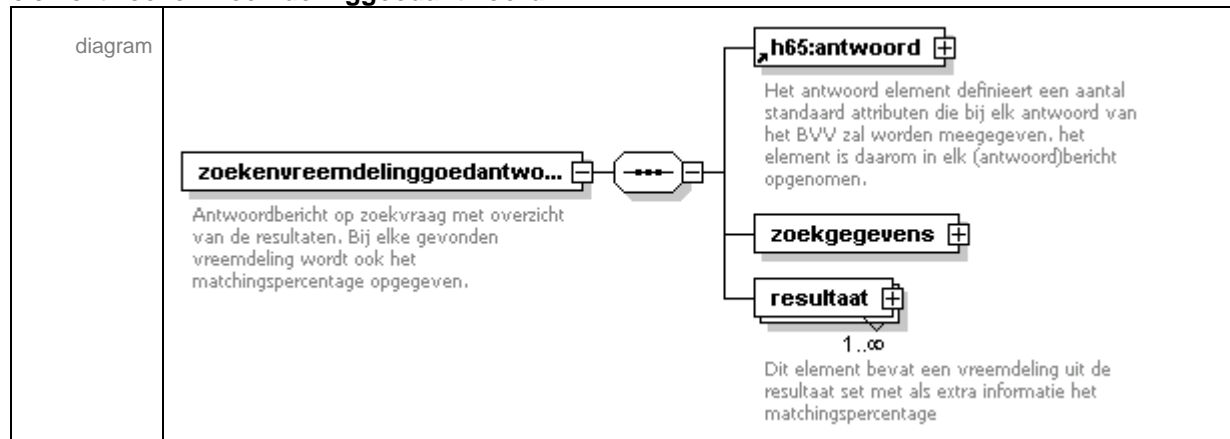 diagram
h65:antwoord
Het antwoord element definieert een aantal
standaard attributen die bij elk antwoord van
het BVV zal worden meegegeven. het
element is daarom in elk (antwoord)bericht
opgenomen.
zoekenvreemdelinggoedantwo...
Antwoordbericht op zoekvraag met overzicht
van de resultaten. Bij elke gevonden
vreemdeling wordt ook het
matchingspercentage opgegeven.
zoekgegevens
resultaat
1..∞
Dit element bevat een vreemdeling uit de
resultaat set met als extra informatie het
matchingspercentage